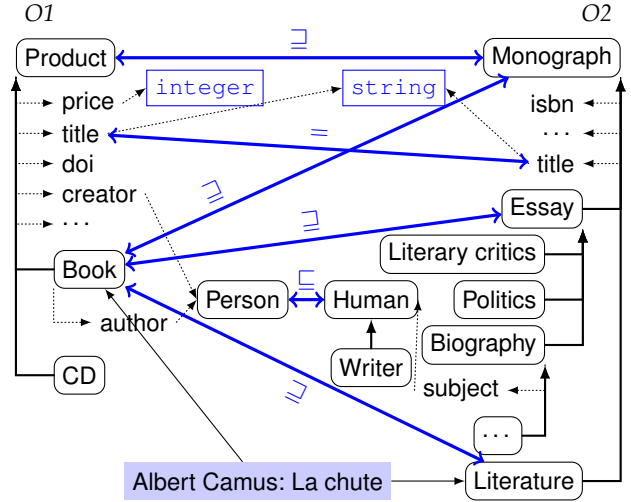 O1 O2
⊒
Product Monograph
price integer string isbn
title = ···
doi title
creator ⊒
··· ⊒ Essay
Book Literary critics
Person ⊑ Human Politics
author
Biography
CD Writer
⊒ subject
···
Albert Camus: La chute Literature